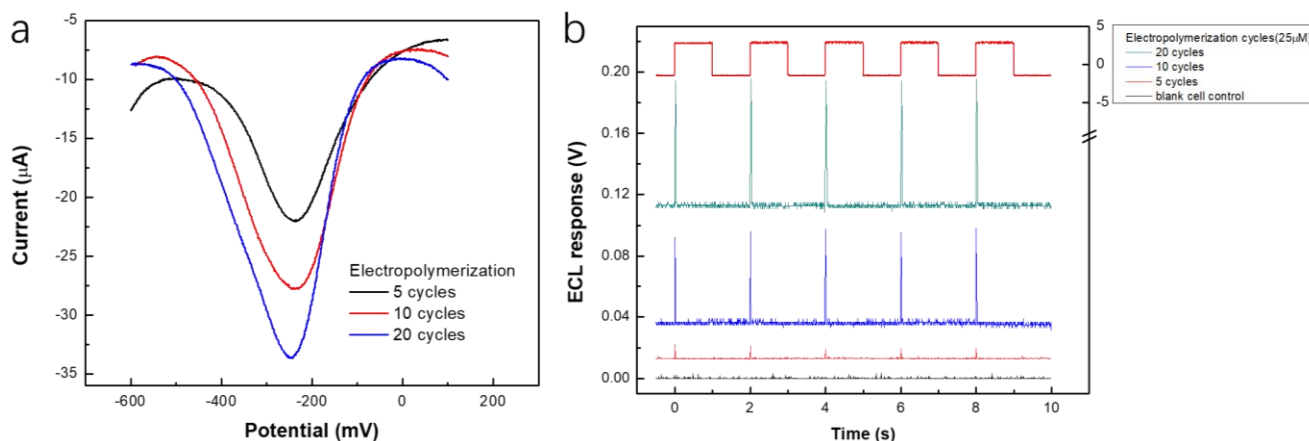 a
-5
-10
-15
-20
-25
-30
-35
Current (μA)
-600
-400
-200
0
200
Potential (mV)
Electropolymerization
5 cycles
10 cycles
20 cycles
b
0.20
0.16
0.12
0.08
0.04
0.00
ECL response (V)
0
2
4
6
8
10
Time (s)
5
0
-5
Electropolymerization cycles(25μM)
20 cycles
10 cycles
5 cycles
blank cell control